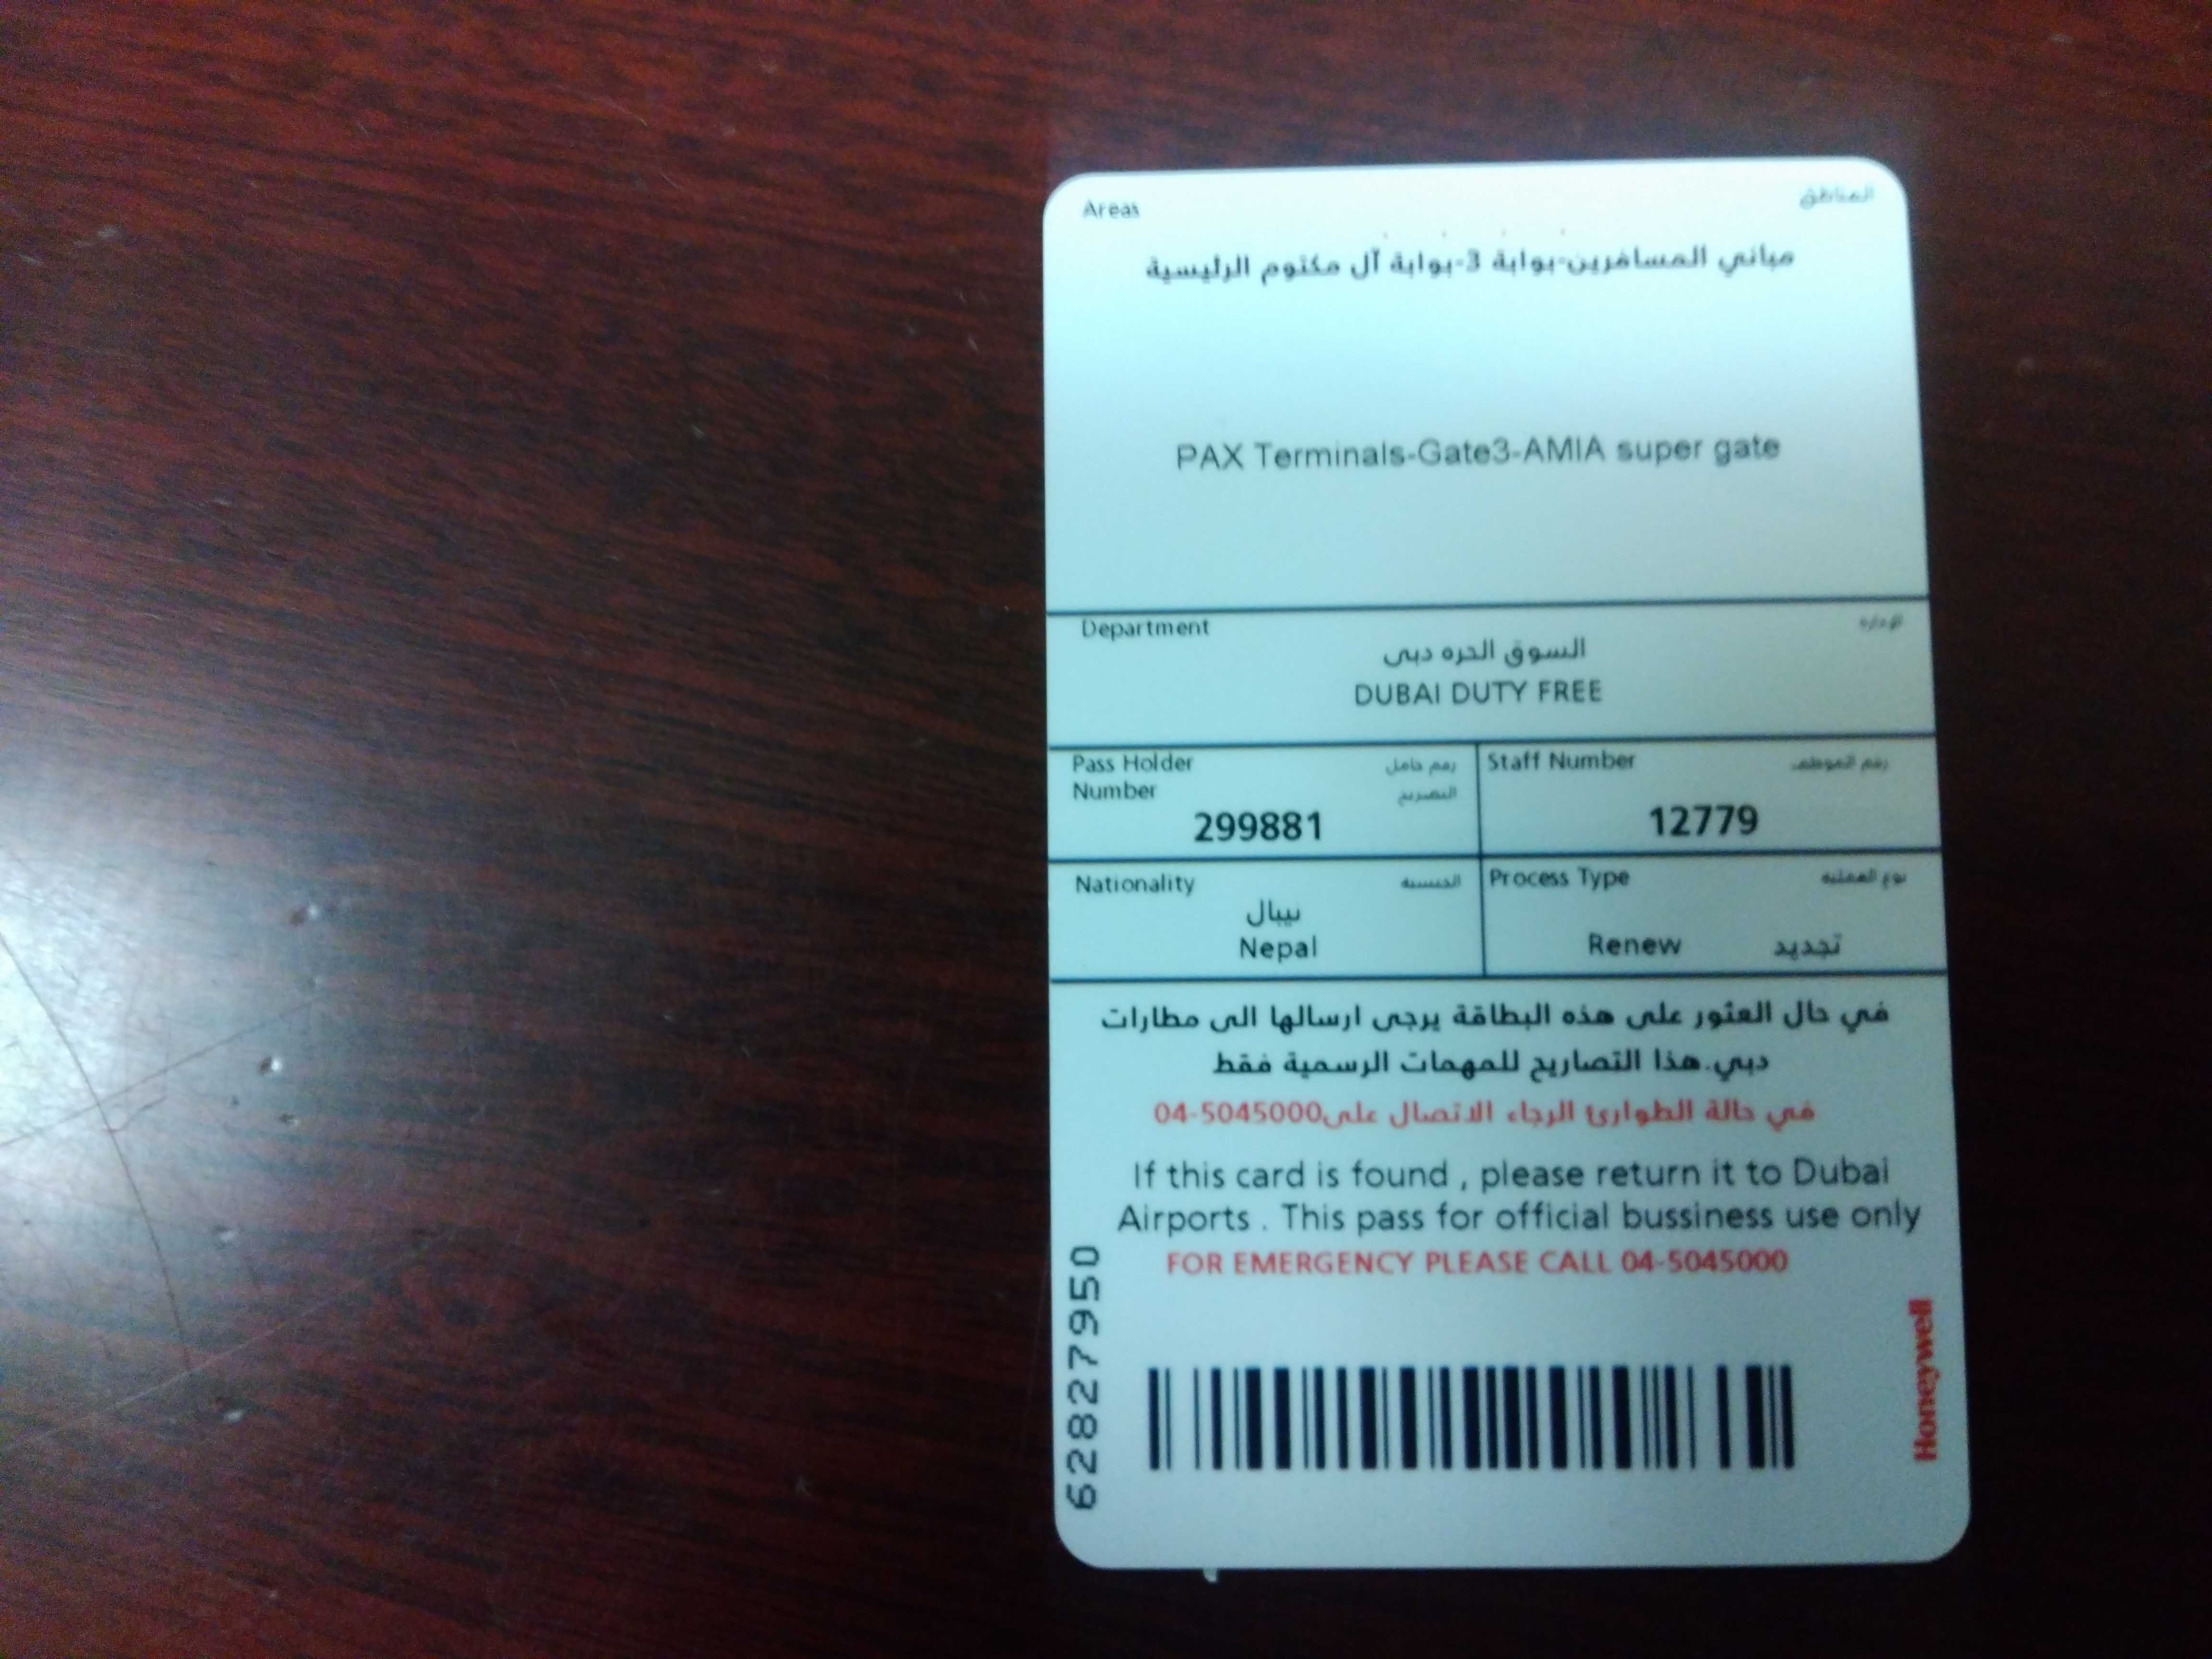 Areas المناطق
مباني المسافرين-بوابة 3-بوابة آل مكتوم الرئيسية
PAX Terminals-Gate3-AMIA super gate
Department الإدارة
السوق الحره دبى
DUBAI DUTY FREE
Pass Holder Number رقم حامل التصريح
299881
Staff Number رقم الموظف
12779
Nationality الجنسية
نيبال
Nepal
Process Type نوع العملية
Renew تجديد
في حال العثور على هذه البطاقة يرجى ارسالها الى مطارات
دبي.هذا التصاريح للمهمات الرسمية فقط
في حالة الطوارئ الرجاء الاتصال على04-5045000
If this card is found , please return it to Dubai
Airports . This pass for official bussiness use only
FOR EMERGENCY PLEASE CALL 04-5045000
62827950
Honeywell